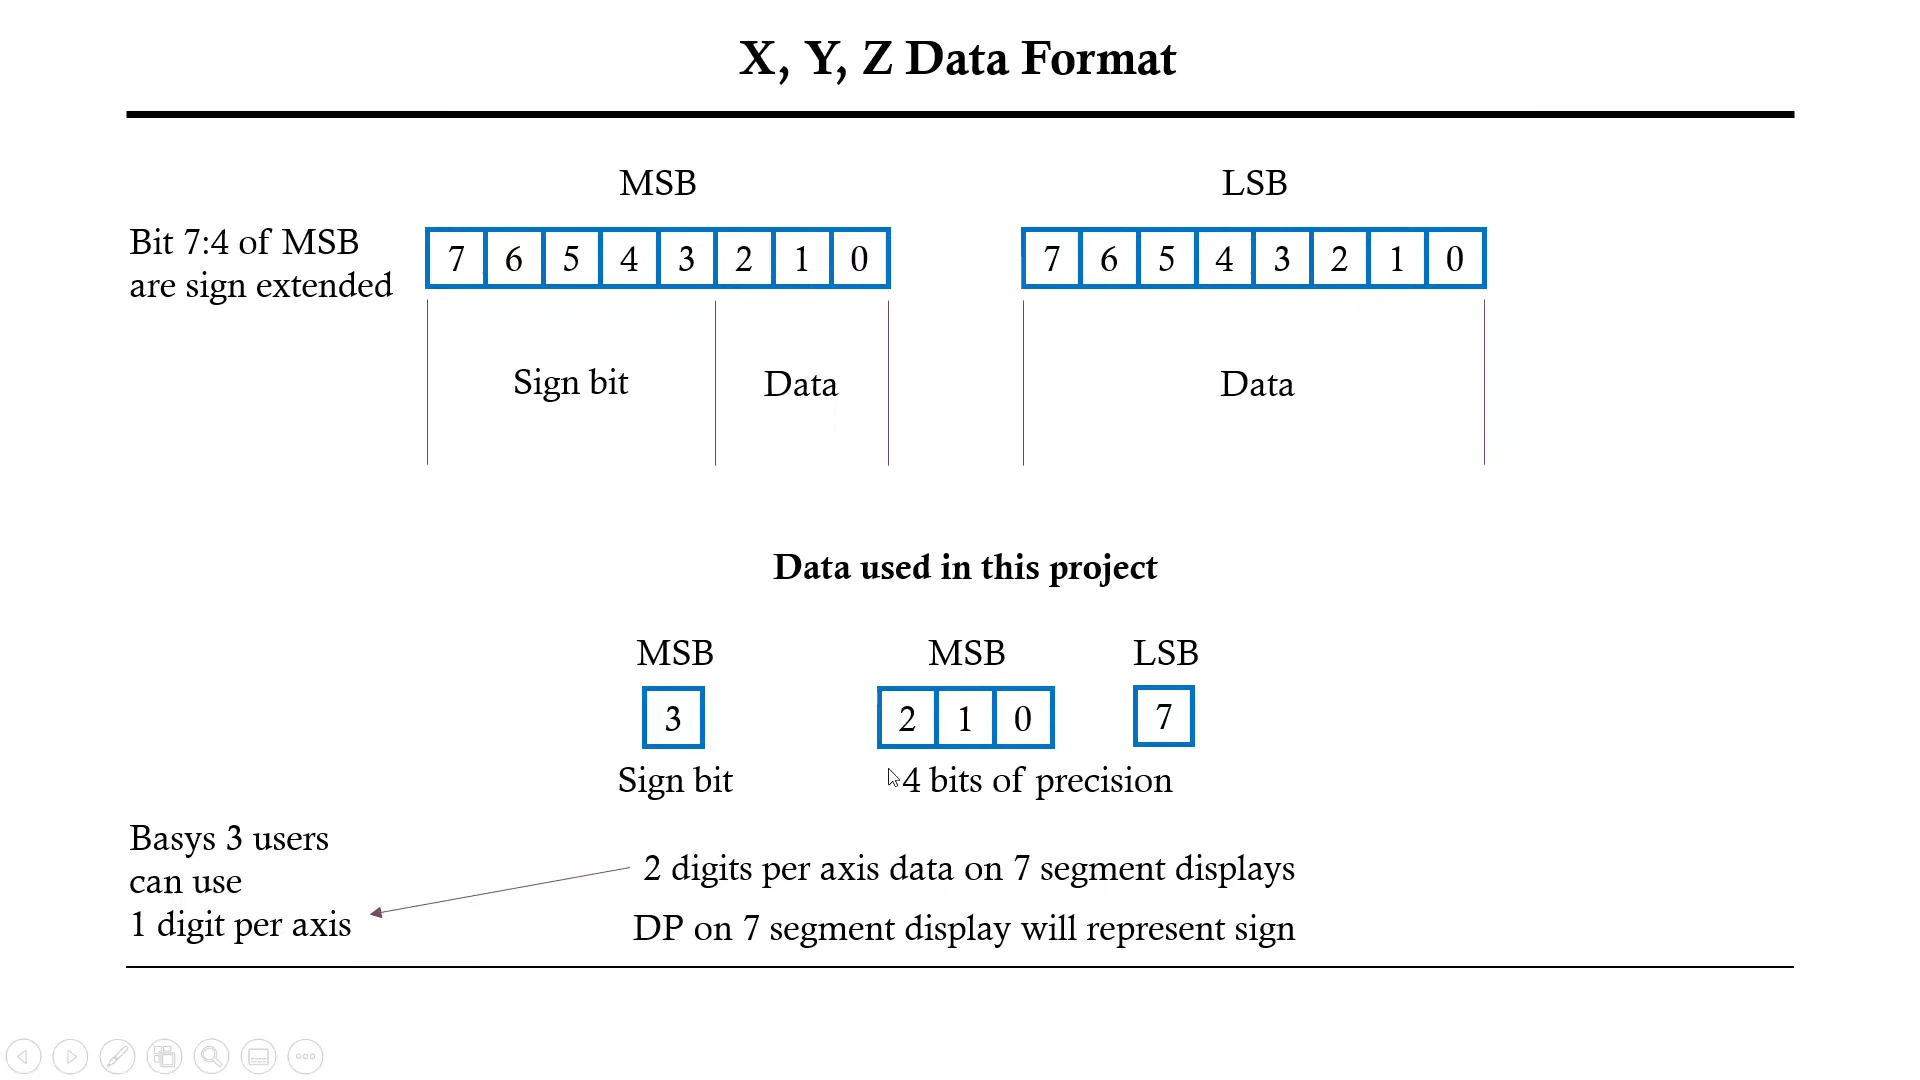 X, Y, Z Data Format
MSB
LSB
Bit 7:4 of MSB
are sign extended
7 6 5 4 3 2 1 0
7 6 5 4 3 2 1 0
Sign bit
Data
Data
Data used in this project
MSB
MSB
LSB
3
2 1 0
7
Sign bit
4 bits of precision
Basys 3 users
can use
1 digit per axis
2 digits per axis data on 7 segment displays
DP on 7 segment display will represent sign